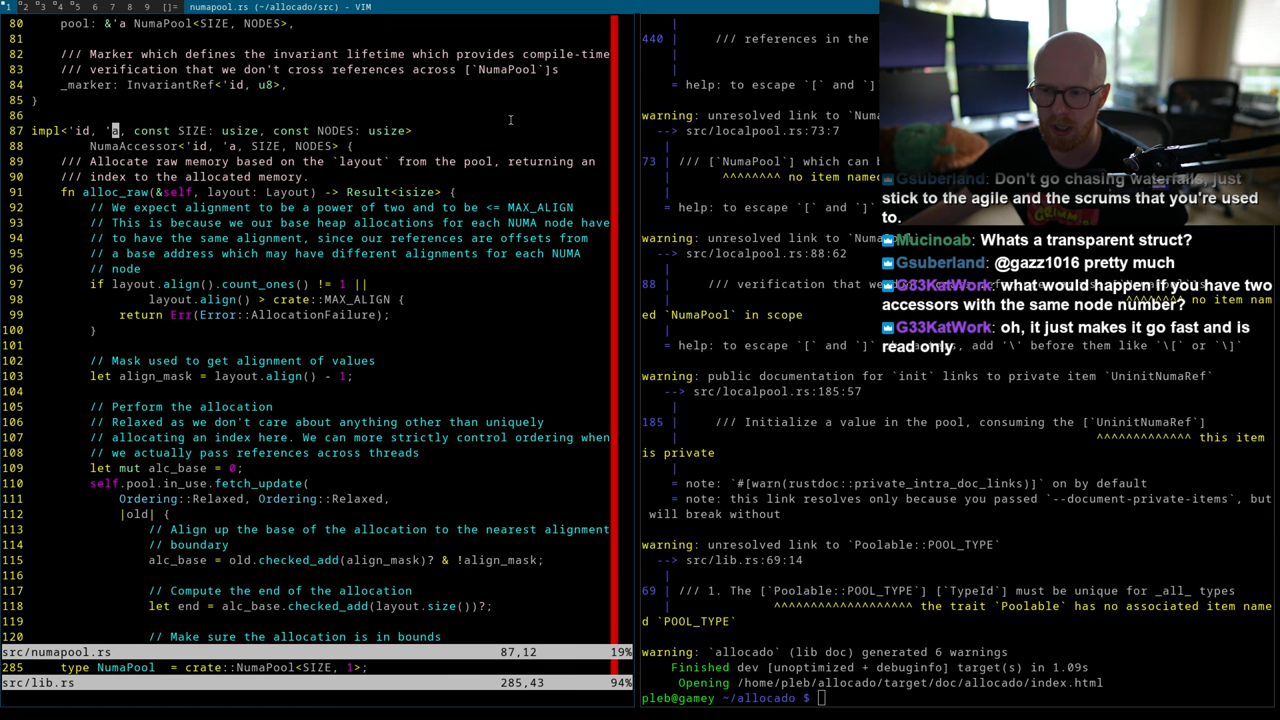 1 2 3 4 5 6 7 8 9 []= numapool.rs (~/allocado/src) - VIM
80     pool: &'a NumaPool<SIZE, NODES>,
81
82     /// Marker which defines the invariant lifetime which provides compile-time
83     /// verification that we don't cross references across [`NumaPool`]s
84     _marker: InvariantRef<'id, u8>,
85 }
86
87 impl<'id, 'a, const SIZE: usize, const NODES: usize>
88         NumaAccessor<'id, 'a, SIZE, NODES> {
89     /// Allocate raw memory based on the `layout` from the pool, returning an
90     /// index to the allocated memory.
91     fn alloc_raw(&self, layout: Layout) -> Result<isize> {
92         // We expect alignment to be a power of two and to be <= MAX_ALIGN
93         // This is because we our base heap allocations for each NUMA node have
94         // to have the same alignment, since our references are offsets from
95         // a base address which may have different alignments for each NUMA
96         // node
97         if layout.align().count_ones() != 1 ||
98                 layout.align() > crate::MAX_ALIGN {
99             return Err(Error::AllocationFailure);
100         }
101
102         // Mask used to get alignment of values
103         let align_mask = layout.align() - 1;
104
105         // Perform the allocation
106         // Relaxed as we don't care about anything other than uniquely
107         // allocating an index here. We can more strictly control ordering when
108         // we actually pass references across threads
109         let mut alc_base = 0;
110         self.pool.in_use.fetch_update(
111             Ordering::Relaxed, Ordering::Relaxed,
112             |old| {
113                 // Align up the base of the allocation to the nearest alignment
114                 // boundary
115                 alc_base = old.checked_add(align_mask)? & !align_mask;
116
117                 // Compute the end of the allocation
118                 let end = alc_base.checked_add(layout.size())?;
119
120                 // Make sure the allocation is in bounds
src/numapool.rs 87,12 19%
285     type NumaPool  = crate::NumaPool<SIZE, 1>;
src/lib.rs 285,43 94%
|
440 |     /// references in the
|
= help: to escape `[` and `]`
warning: unresolved link to `Numa
--> src/localpool.rs:73:7
|
73 | /// [`NumaPool`] which can b
|       ^^^^^^^^ no item named
|
= help: to escape `[` and `]
warning: unresolved link to `Numa
--> src/localpool.rs:88:62
|
88 |     /// verification that we
|       ^^^^^^^^ no item nam
ed `NumaPool` in scope
|
= help: to escape `[` and `]` characters, add '\' before them like `\[` or `\]`
warning: public documentation for `init` links to private item `UninitNumaRef`
--> src/localpool.rs:185:57
|
185 |     /// Initialize a value in the pool, consuming the [`UninitNumaRef`]
|       ^^^^^^^^^^^^^ this item
is private
|
= note: `#[warn(rustdoc::private_intra_doc_links)]` on by default
= note: this link resolves only because you passed `--document-private-items`, but
will break without
warning: unresolved link to `Poolable::POOL_TYPE`
--> src/lib.rs:69:14
|
69 | /// 1. The [`Poolable::POOL_TYPE`] [`TypeId`] must be unique for _all_ types
|              ^^^^^^^^^^^^^^^^^^^ the trait `Poolable` has no associated item name
d `POOL_TYPE`
warning: `allocado` (lib doc) generated 6 warnings
Finished dev [unoptimized + debuginfo] target(s) in 1.09s
Opening /home/pleb/allocado/target/doc/allocado/index.html
pleb@gamey ~/allocado $
Gsuberland: Don't go chasing waterfalls, just
stick to the agile and the scrums that you're used
to.
Mucinoab: Whats a transparent struct?
Gsuberland: @gazz1016 pretty much
G33KatWork: what would happen if you have two
accessors with the same node number?
G33KatWork: oh, it just makes it go fast and is
read only